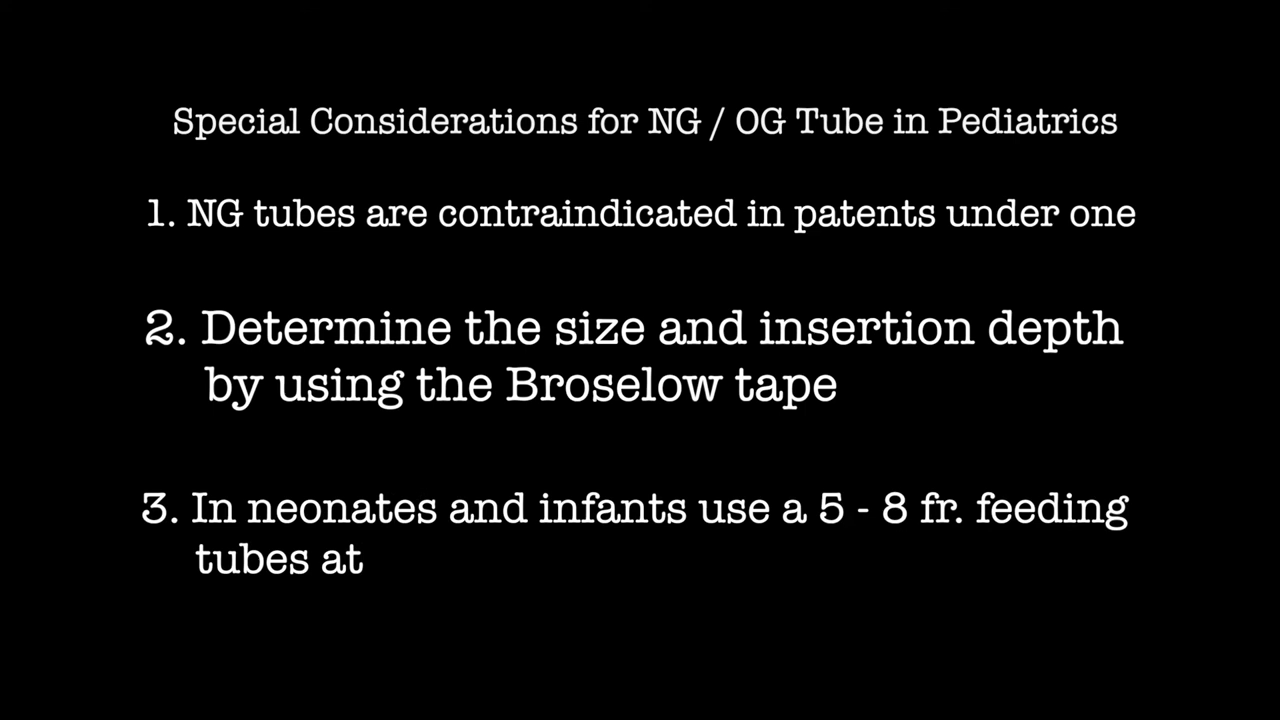 Special Considerations for NG / OG Tube in Pediatrics
1. NG tubes are contraindicated in patents under one
2. Determine the size and insertion depth
by using the Broselow tape
3. In neonates and infants use a 5 - 8 fr. feeding
tubes at